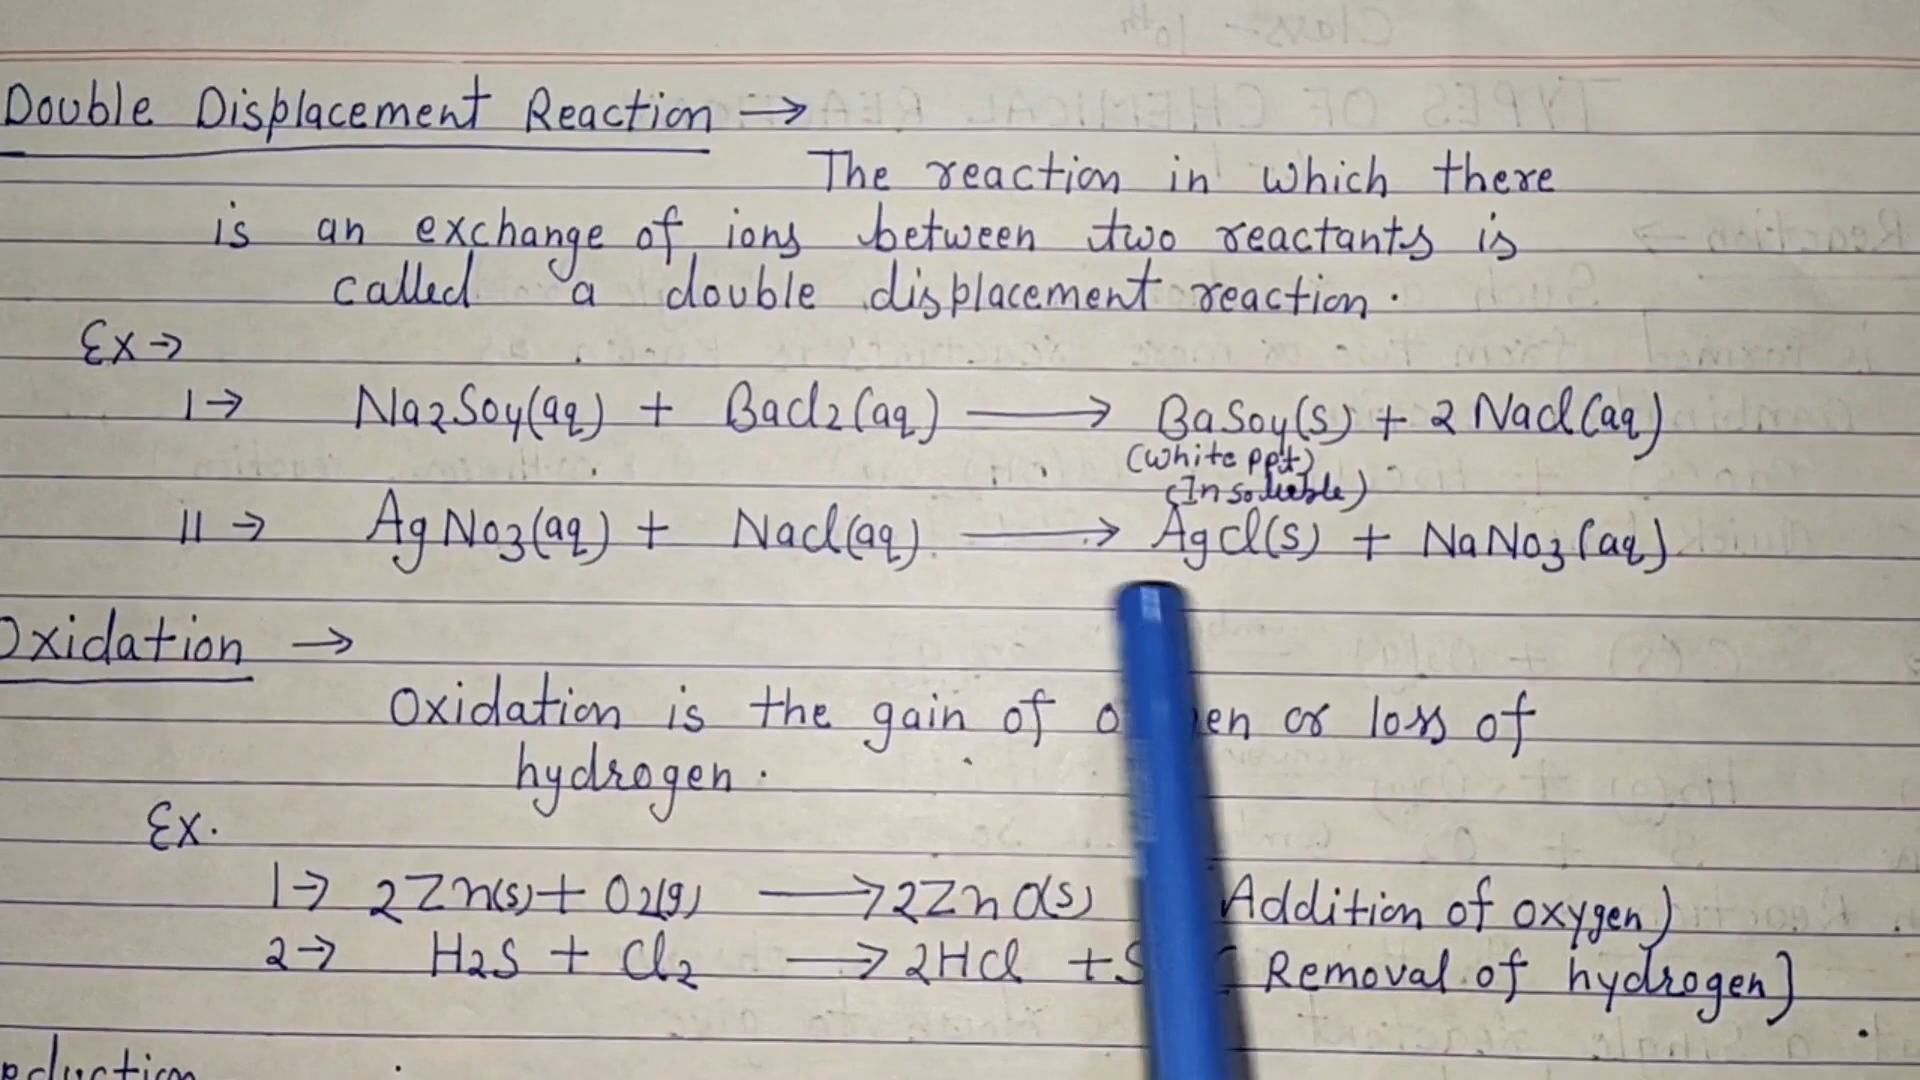 Double Displacement Reaction →
The reaction in which there
is an exchange of ions between two reactants is
called a double displacement reaction.
Ex →
I → Na2So4(aq) + Bacl2(aq) ⟶ BaSo4(s) + 2 Nacl(aq)
(White ppt)
(Insoluble)
II → AgNo3(aq) + Nacl(aq) ⟶ Agcl(s) + NaNo3(aq)
Oxidation →
Oxidation is the gain of or loss of
hydrogen.
Ex.
1→ 2Zn(s) + O2(g) ⟶ 2ZnO(s) Addition of oxygen)
2→ H2S + Cl2 ⟶ 2HCl + S [Removal of hydrogen]